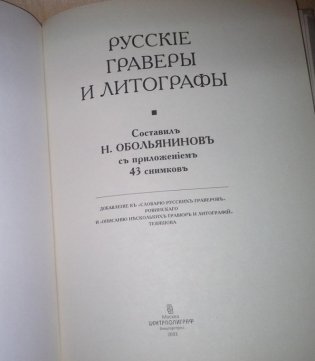 РУССКІЕ
ГРАВЕРЫ
И ЛИТОГРАФЫ
Составилъ
Н. ОБОЛЬЯНИНОВЪ
съ приложеніемъ
43 снимковъ
ДОБАВЛЕНІЕ КЪ «СЛОВАРЮ РУССКИХЪ ГРАВЕРОВЪ»
РОВИНСКАГО
И «ОПИСАНІЮ НѢСКОЛЬКИХЪ ГРАВЮРЪ И ЛИТОГРАФІЙ»
ТЕВЯШОВА
Москва
ЦЕНТРПОЛИГРАФ